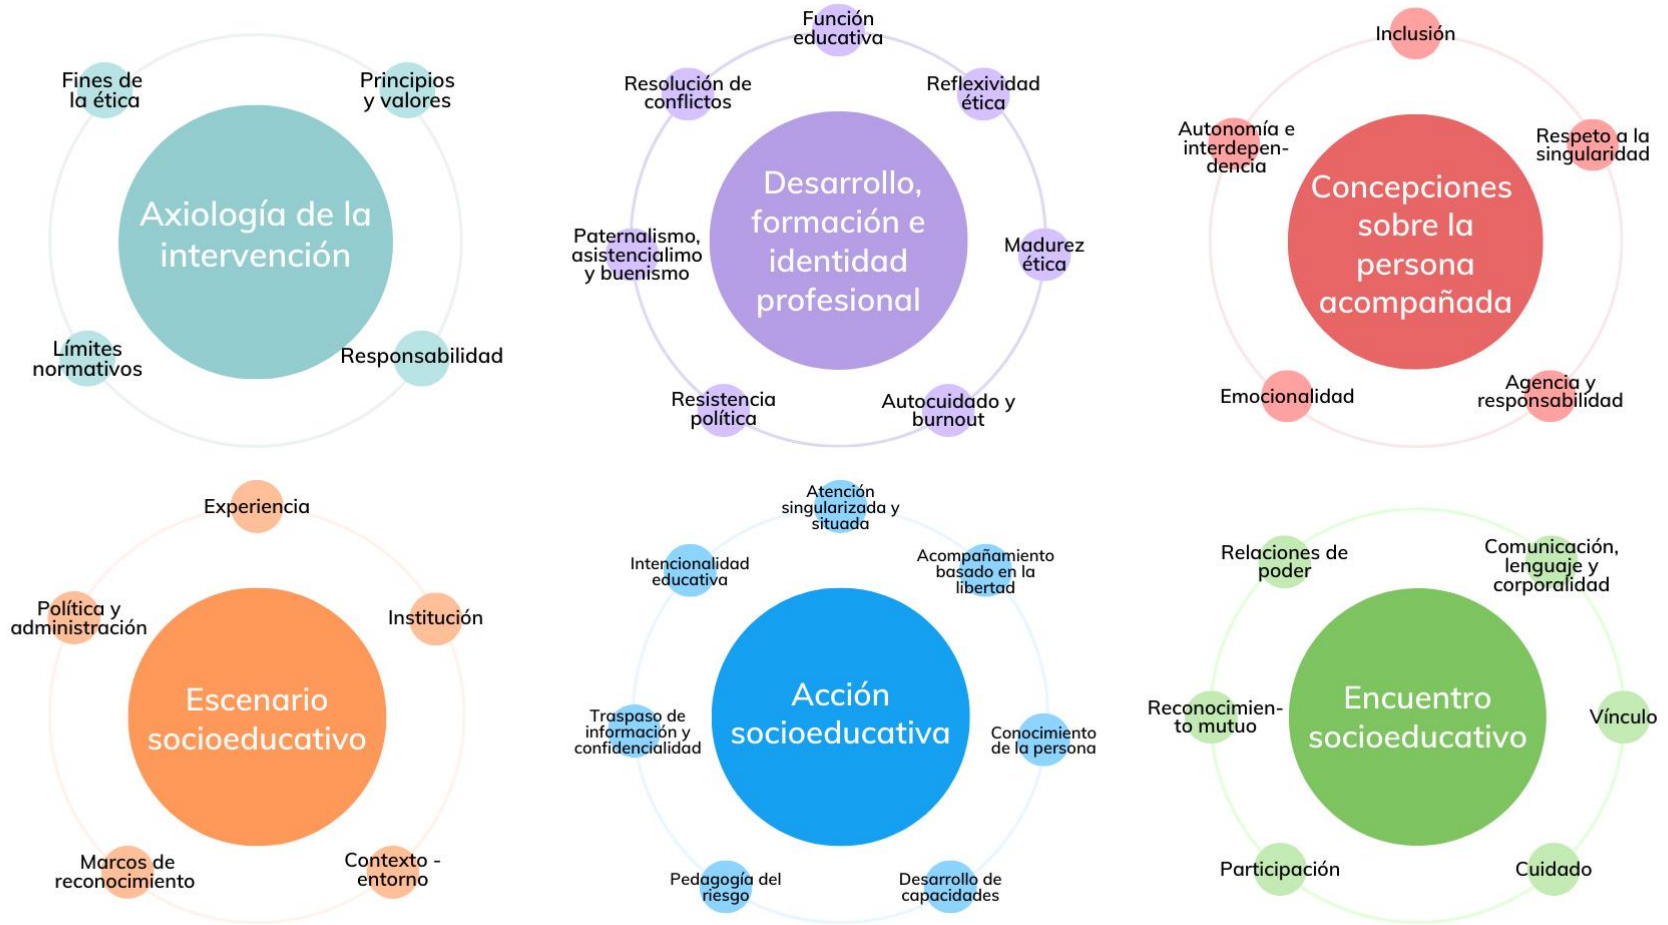 Fines de
la ética
Principios
y valores
Axiología de la
intervención
Límites
normativos
Responsabilidad
Función
educativa
Resolución de
conflictos
Reflexividad
ética
Desarrollo,
formación e
identidad
profesional
Paternalismo,
asistencialimo
y buenismo
Madurez
ética
Resistencia
política
Autocuidado y
burnout
Inclusión
Autonomía e
interdepen-
dencia
Respeto a la
singularidad
Concepciones
sobre la
persona
acompañada
Emocionalidad
Agencia y
responsabilidad
Experiencia
Política y
administración
Institución
Escenario
socioeducativo
Marcos de
reconocimiento
Contexto -
entorno
Atención
singularizada y
situada
Intencionalidad
educativa
Acompañamiento
basado en la
libertad
Acción
socioeducativa
Traspaso de
información y
confidencialidad
Conocimiento
de la persona
Pedagogía del
riesgo
Desarrollo de
capacidades
Relaciones de
poder
Comunicación,
lenguaje y
corporalidad
Encuentro
socioeducativo
Reconocimien-
to mutuo
Vínculo
Participación
Cuidado